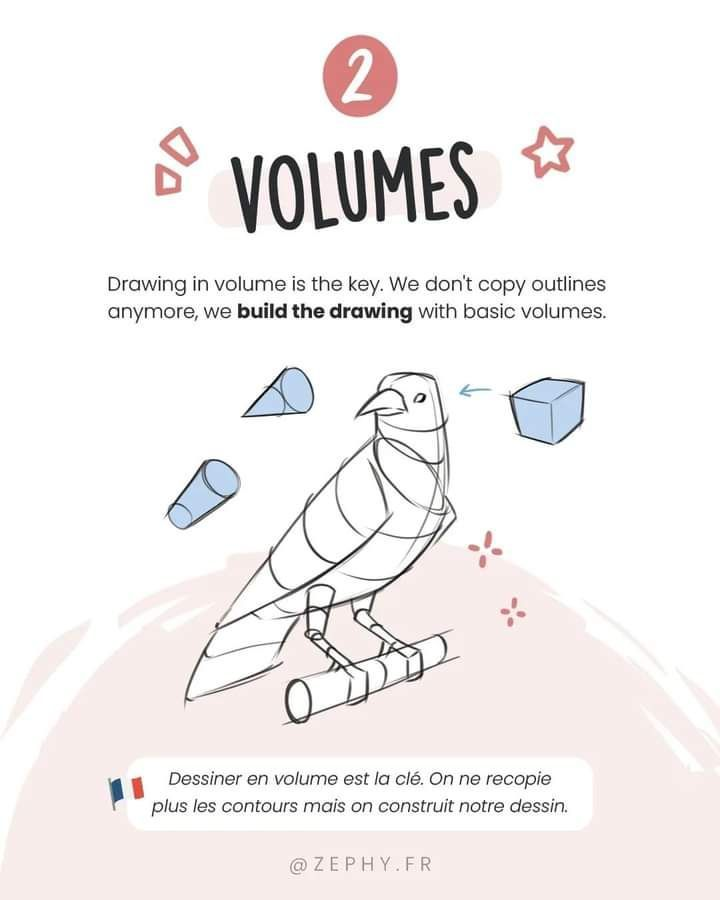 2
VOLUMES
Drawing in volume is the key. We don't copy outlines
anymore, we build the drawing with basic volumes.
Dessiner en volume est la clé. On ne recopie
plus les contours mais on construit notre dessin.
@ZEPHY.FR